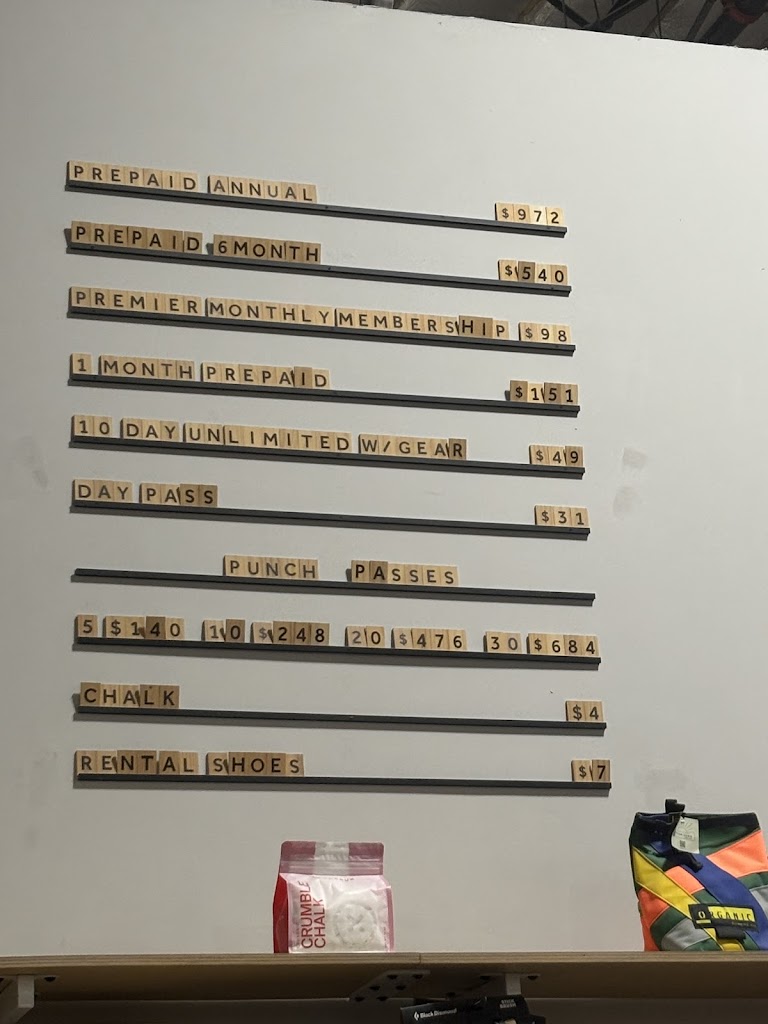 PREPAID ANNUAL $972
PREPAID 6MONTH $540
PREMIER MONTHLY MEMBERSHIP $98
1 MONTH PREPAID $151
10 DAY UNLIMITED W/GEAR $49
DAY PASS $31
PUNCH PASSES
5 $140 10 $248 20 $476 30 $684
CHALK $4
RENTAL SHOES $7
CRUMBLE
CHALK
ORGANIC
Black Diamond